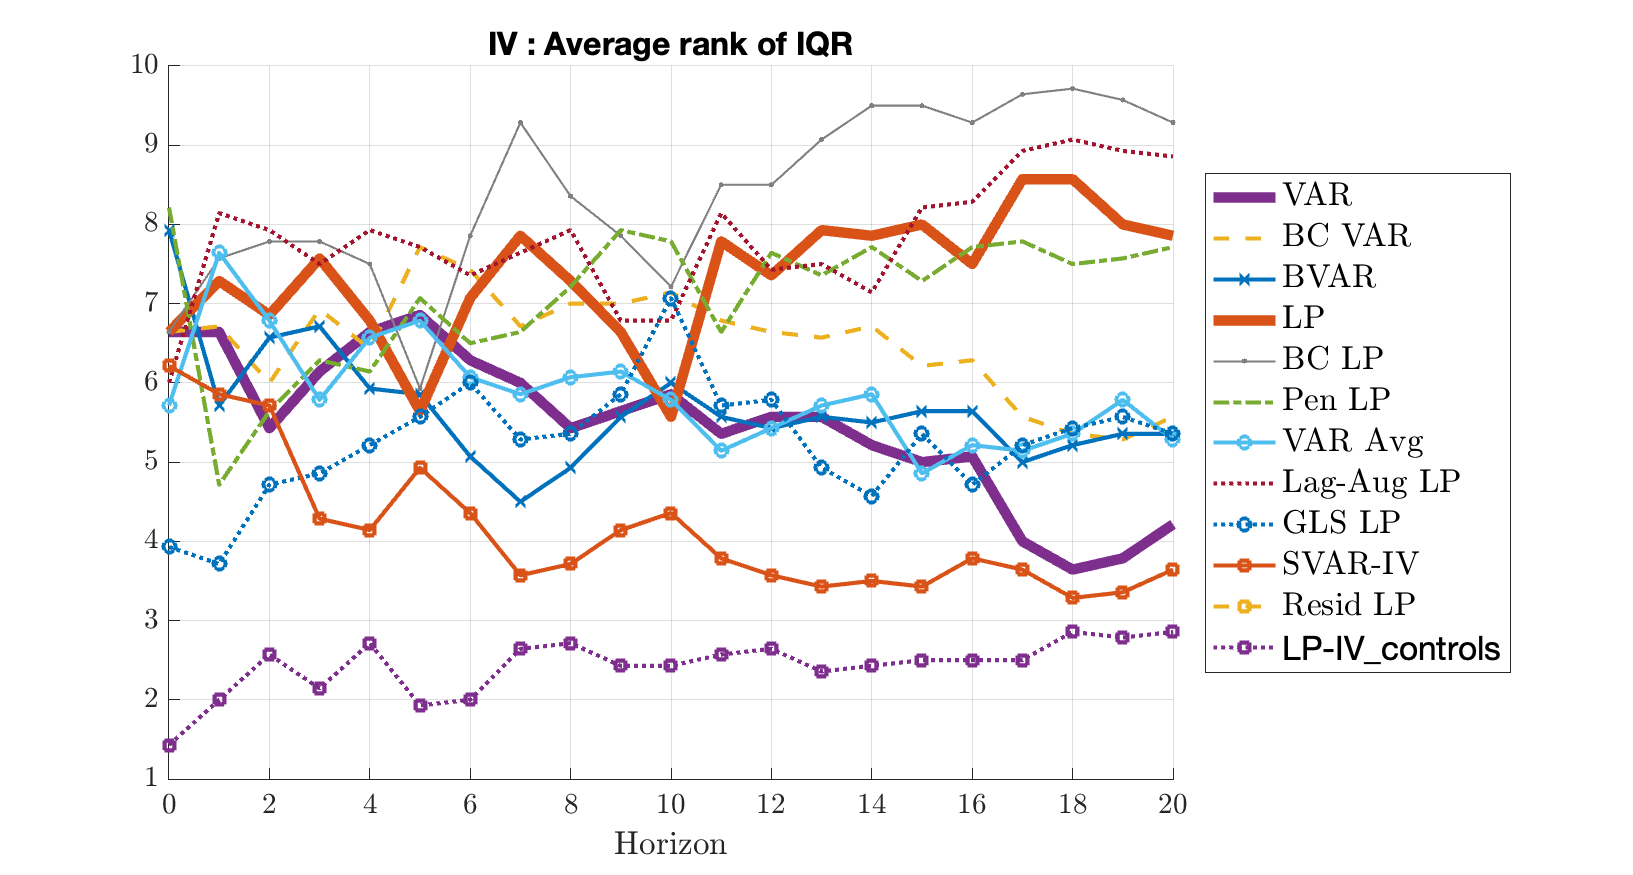 IV : Average rank of IQR
10
9
8
7
6
5
4
3
2
1
0 2 4 6 8 10 12 14 16 18 20
Horizon
VAR
BC VAR
BVAR
LP
BC LP
Pen LP
VAR Avg
Lag-Aug LP
GLS LP
SVAR-IV
Resid LP
LP-IV_controls